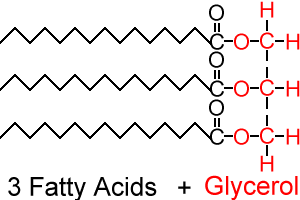 O H
C O C H
O
C O C H
O
C O C H
H
3 Fatty Acids + Glycerol